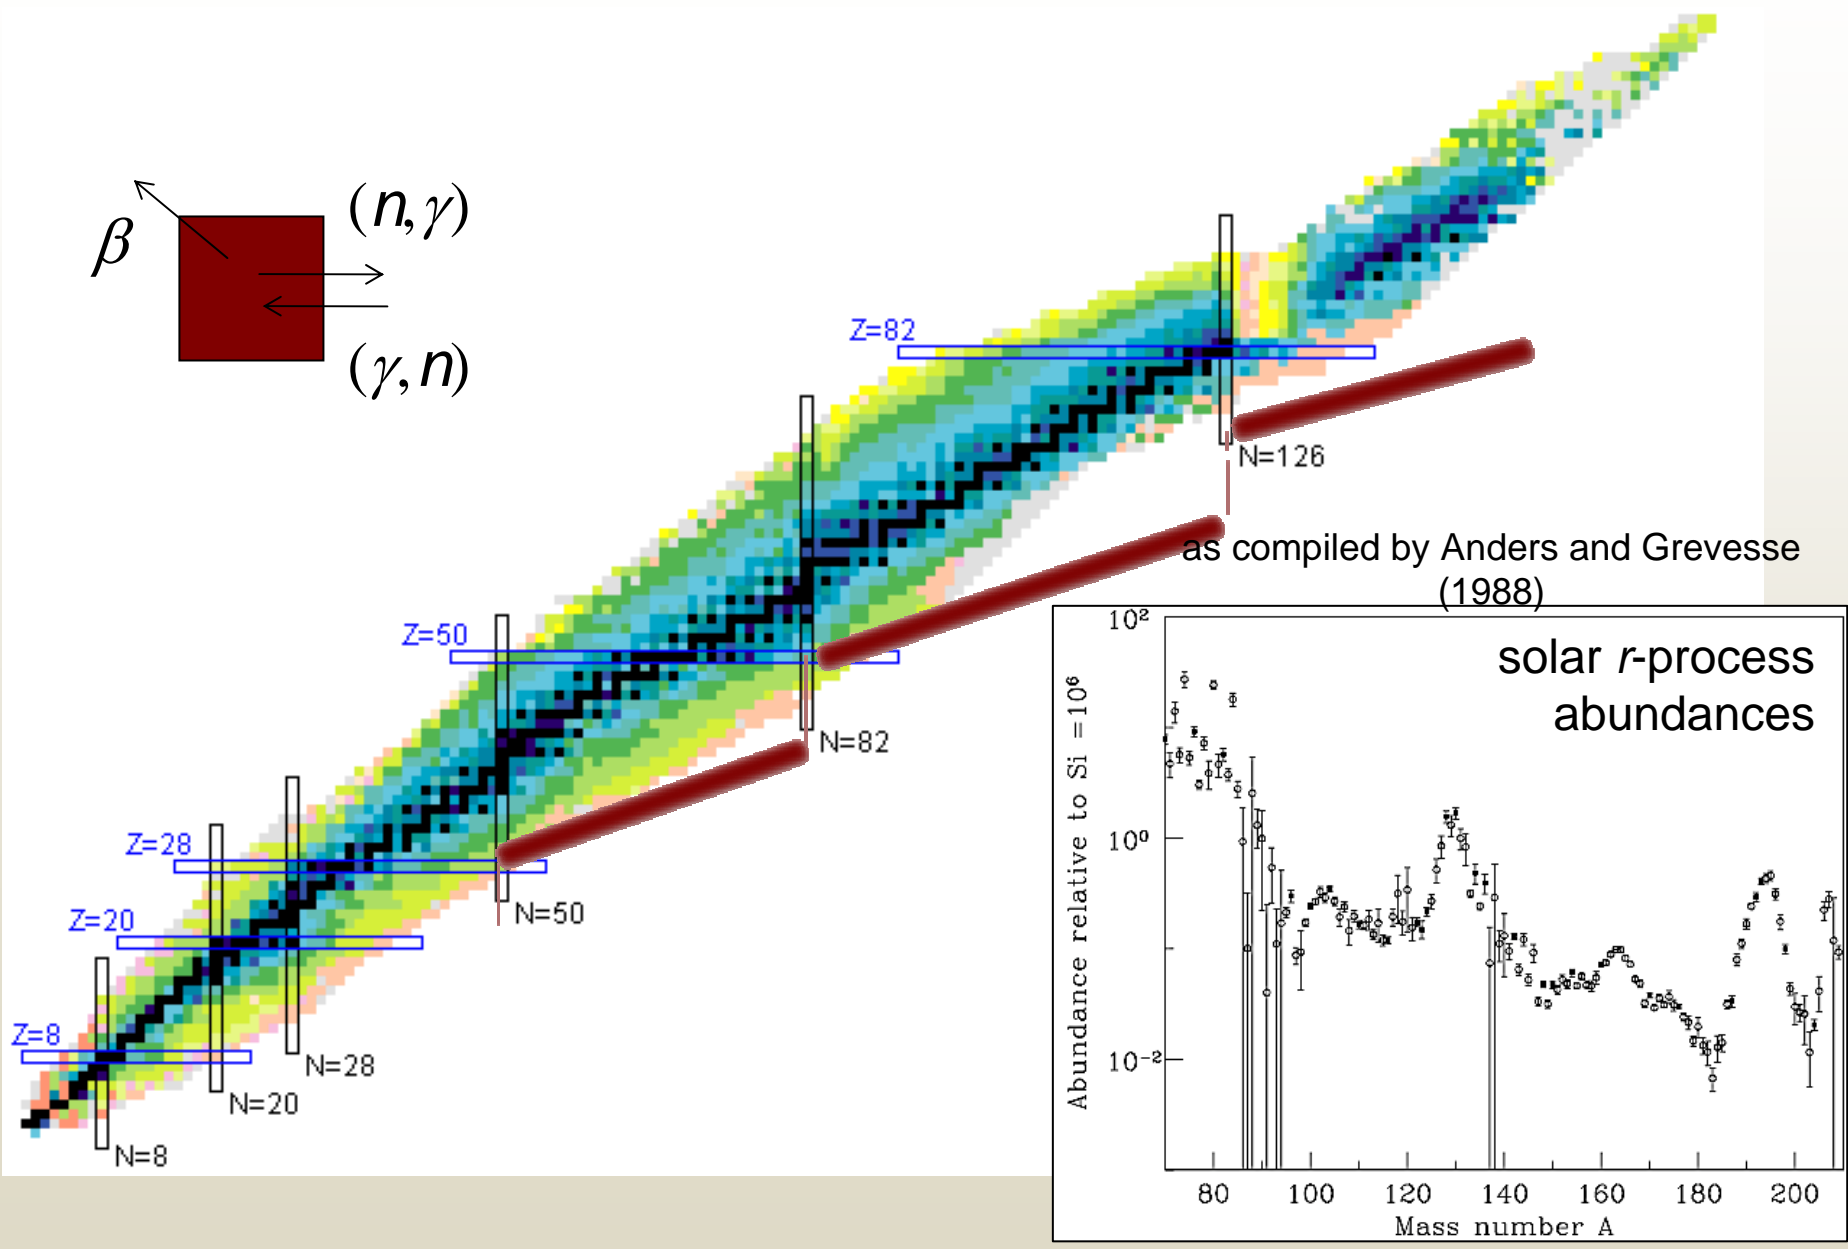 (n,γ)
β
(γ,n)
Z=82
N=126
as compiled by Anders and Grevesse
(1988)
Z=50
N=82
Z=28
N=50
Z=20
N=28
Z=8
N=20
N=8
solar r-process
abundances
Abundance relative to Si =10⁶
10²
10⁰
10⁻²
80 100 120 140 160 180 200
Mass number A